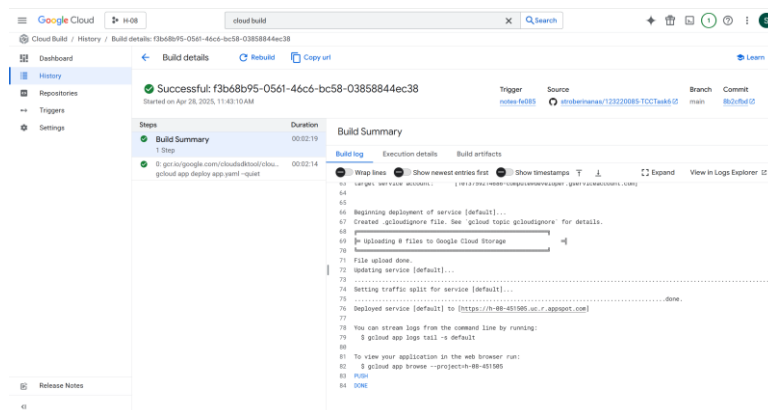 Google Cloud
H-08
cloud build
Search
1
S
Cloud Build / History / Build details: f3b68b95-0561-46c6-bc58-03858844ec38
Dashboard
History
Repositories
Triggers
Settings
Release Notes
Build details
Rebuild
Copy url
Learn
Successful: f3b68b95-0561-46c6-bc58-03858844ec38
Started on Apr 28, 2025, 11:43:10 AM
Trigger
notes-fe085
Source
stroberinanas/123220085-TCCTask6
Branch
main
Commit
8b2cfbd
Steps
Duration
Build Summary
00:02:19
1 Step
0: gcr.io/google.com/cloudsdktool/clou...
00:02:14
gcloud app deploy app.yaml --quiet
Build Summary
Build log
Execution details
Build artifacts
Wrap lines
Show newest entries first
Show timestamps
Expand
View in Logs Explorer
63 target service account:
64
65
66 Beginning deployment of service [default]...
67 Created .gcloudignore file. See `gcloud topic gcloudignore` for details.
68
69 Uploading 0 files to Google Cloud Storage
70
71 File upload done.
72 Updating service [default]...
73
74 Setting traffic split for service [default]...
75 ...done.
76 Deployed service [default] to [https://h-08-451505.uc.r.appspot.com]
77
78 You can stream logs from the command line by running:
79 $ gcloud app logs tail -s default
80
81 To view your application in the web browser run:
82 $ gcloud app browse --project=h-08-451505
83 PUSH
84 DONE